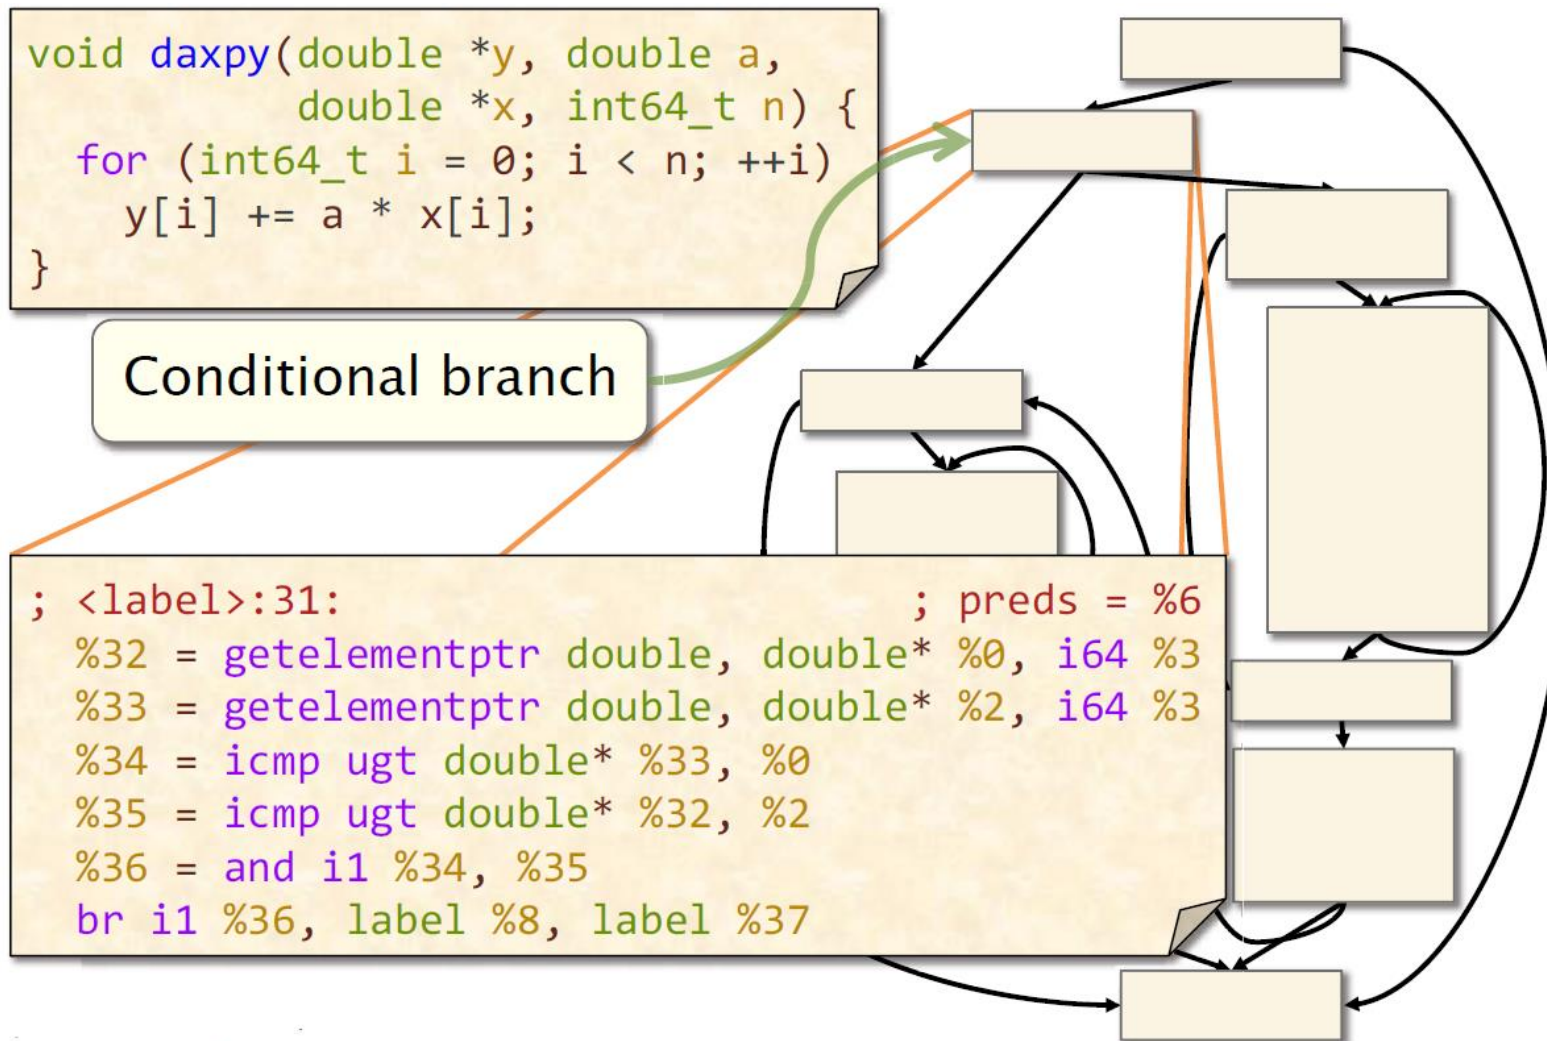 void daxpy(double *y, double a,
           double *x, int64_t n) {
  for (int64_t i = 0; i < n; ++i)
    y[i] += a * x[i];
}
Conditional branch
; <label>:31:                       ; preds = %6
  %32 = getelementptr double, double* %0, i64 %3
  %33 = getelementptr double, double* %2, i64 %3
  %34 = icmp ugt double* %33, %0
  %35 = icmp ugt double* %32, %2
  %36 = and i1 %34, %35
  br i1 %36, label %8, label %37